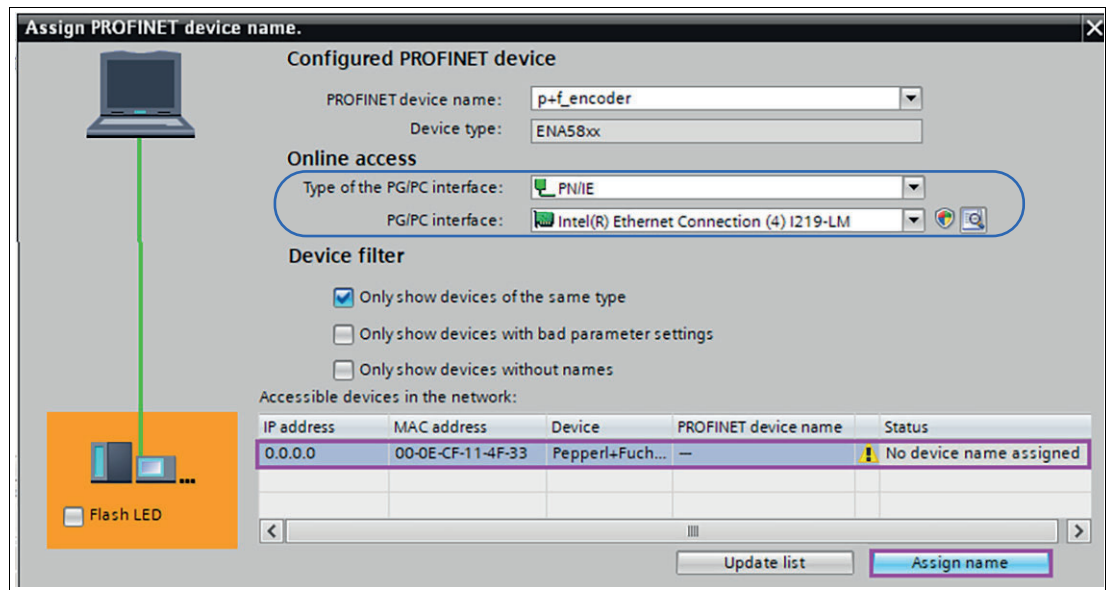 Assign PROFINET device name.
Configured PROFINET device
PROFINET device name: p+f_encoder
Device type: ENA58xx
Online access
Type of the PG/PC interface: PN/IE
PG/PC interface: Intel(R) Ethernet Connection (4) I219-LM
Device filter
Only show devices of the same type
Only show devices with bad parameter settings
Only show devices without names
Accessible devices in the network:
IP address MAC address Device PROFINET device name Status
0.0.0.0 00-0E-CF-11-4F-33 Pepperl+Fuch... — No device name assigned
Flash LED
Update list Assign name